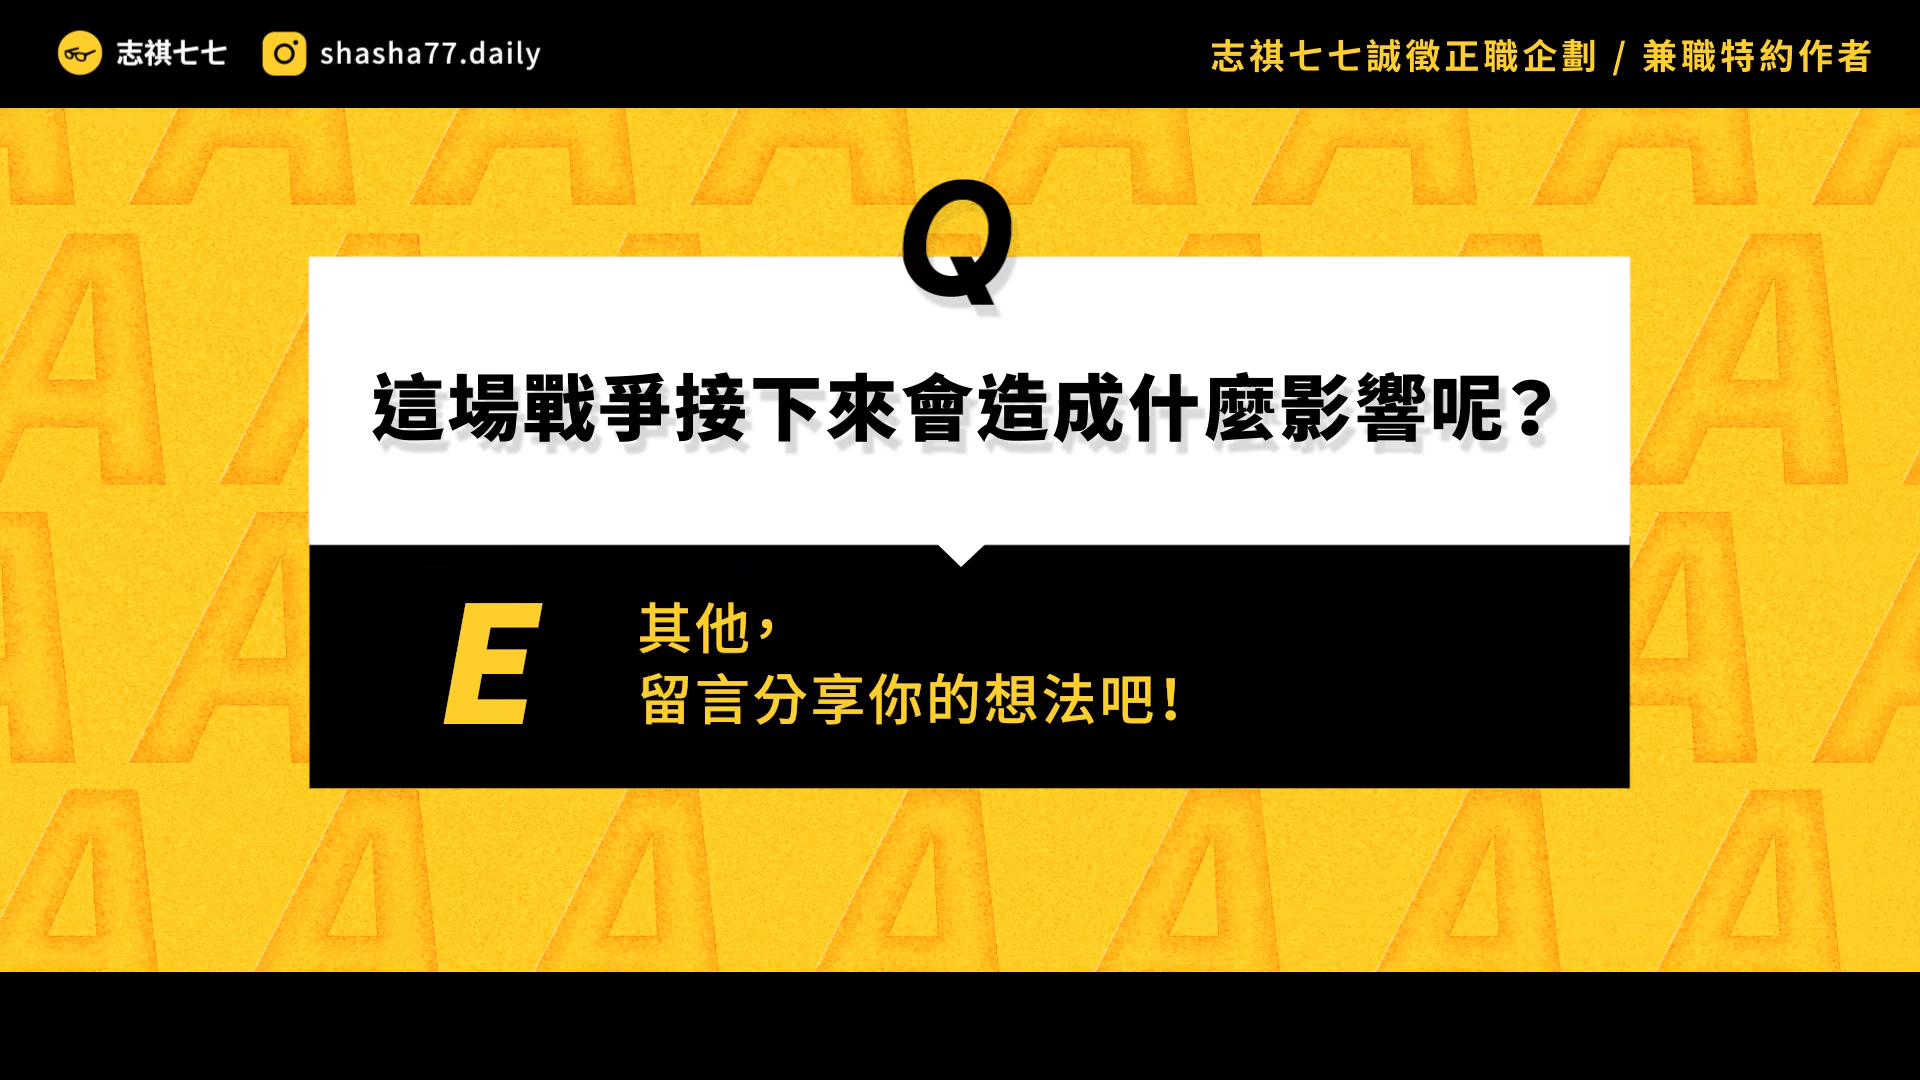 志祺七七 shasha77.daily
志祺七七誠徵正職企劃 / 兼職特約作者
Q
這場戰爭接下來會造成什麼影響呢？
E
其他，
留言分享你的想法吧！